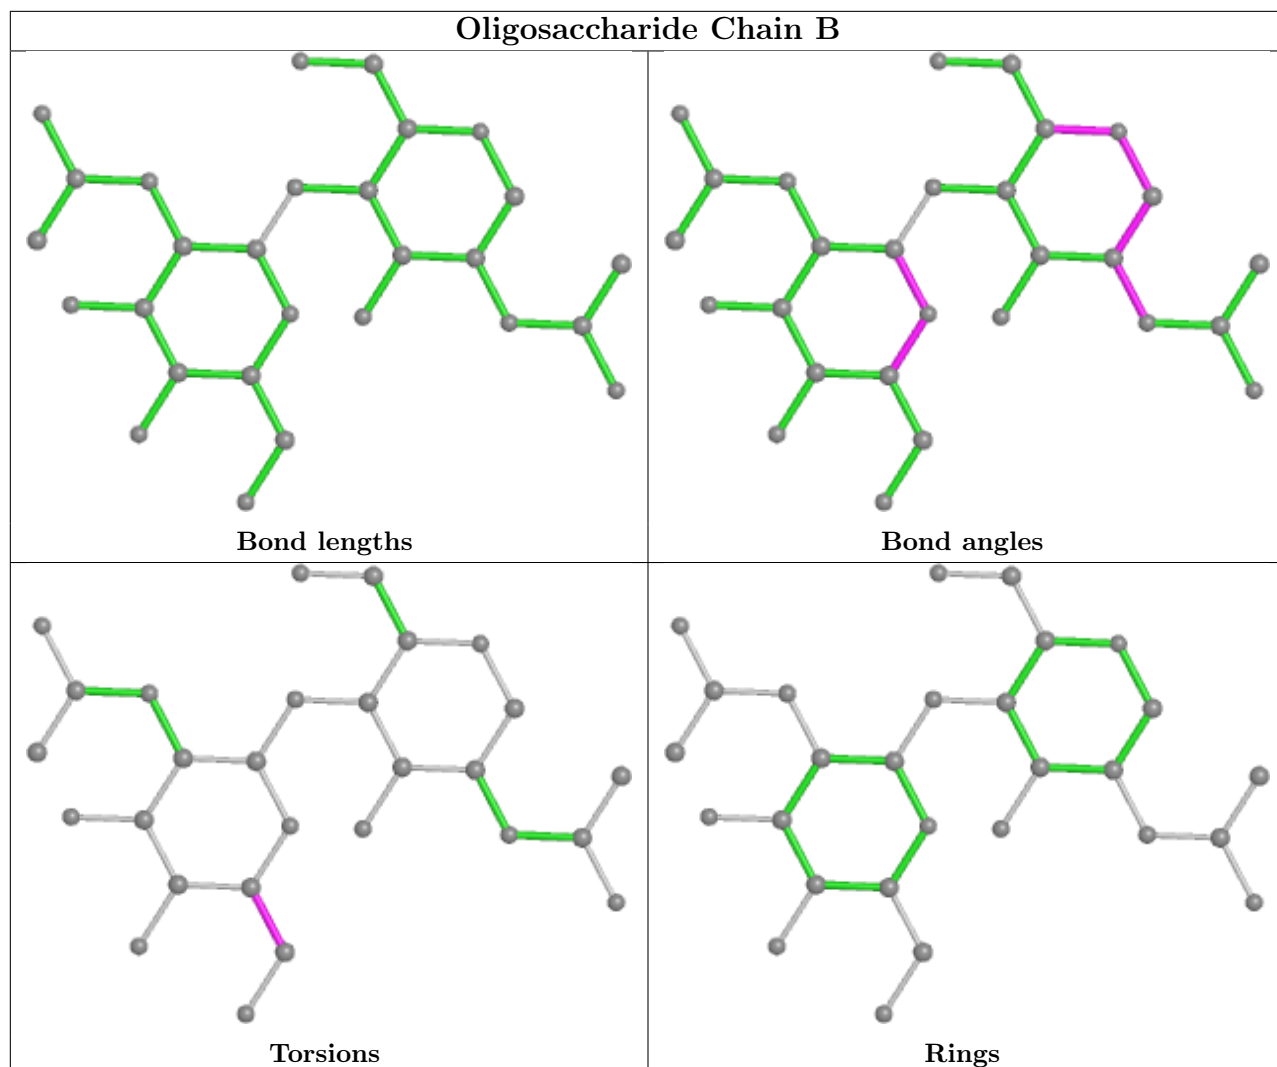 Oligosaccharide Chain B
Bond lengths
Bond angles
Torsions
Rings